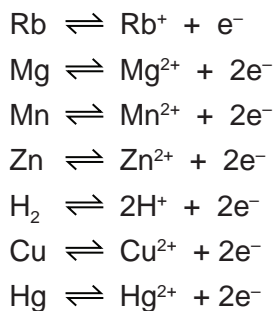 Rb ⇌ Rb⁺ + e⁻
Mg ⇌ Mg²⁺ + 2e⁻
Mn ⇌ Mn²⁺ + 2e⁻
Zn ⇌ Zn²⁺ + 2e⁻
H₂ ⇌ 2H⁺ + 2e⁻
Cu ⇌ Cu²⁺ + 2e⁻
Hg ⇌ Hg²⁺ + 2e⁻